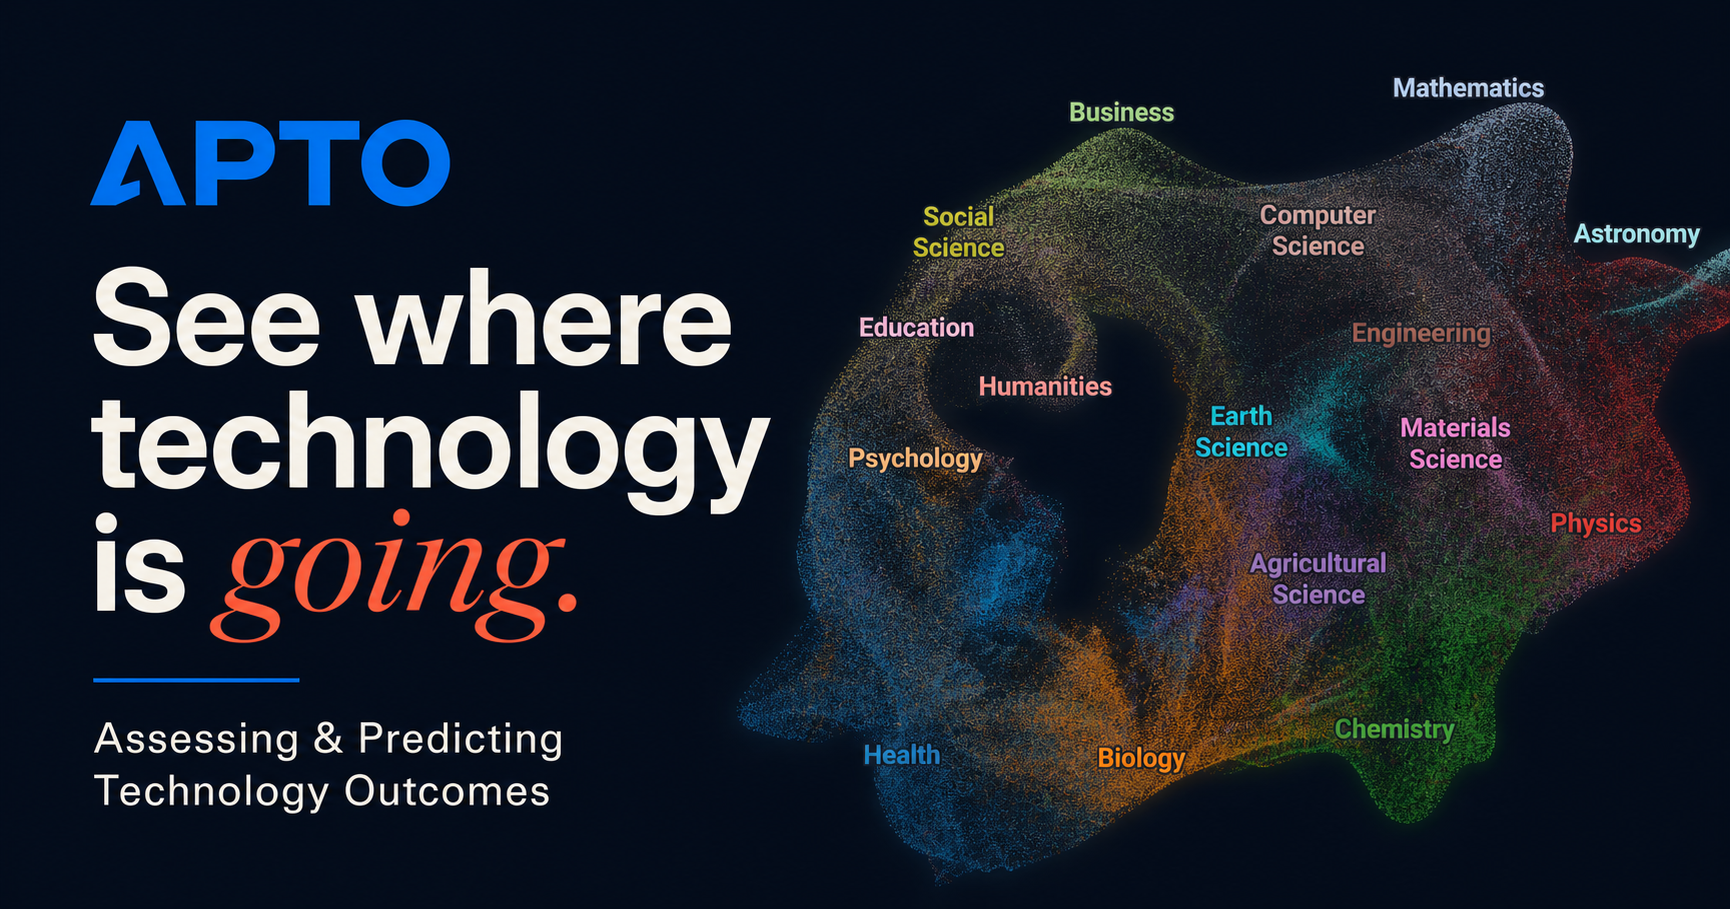 APTO
See where
technology
is going.
Assessing & Predicting
Technology Outcomes
Mathematics
Business
Social
Science
Computer
Science
Astronomy
Education
Engineering
Humanities
Earth
Science
Materials
Science
Psychology
Physics
Agricultural
Science
Chemistry
Health
Biology